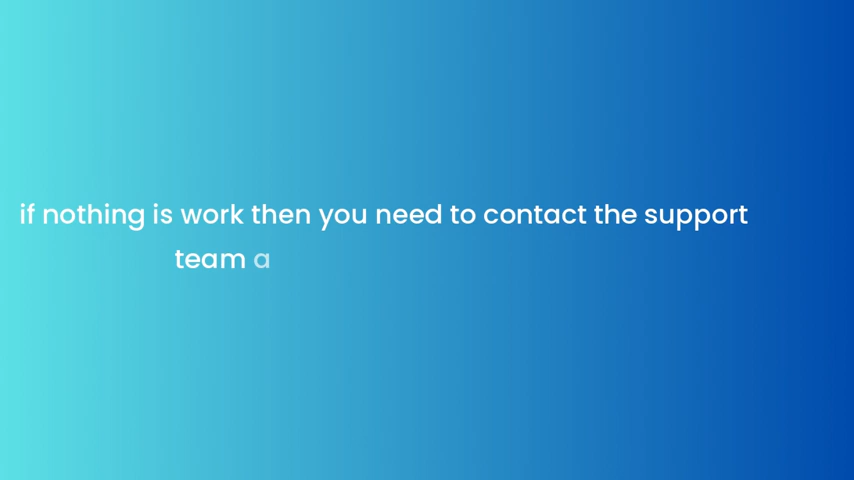 if nothing is work then you need to contact the support
team a